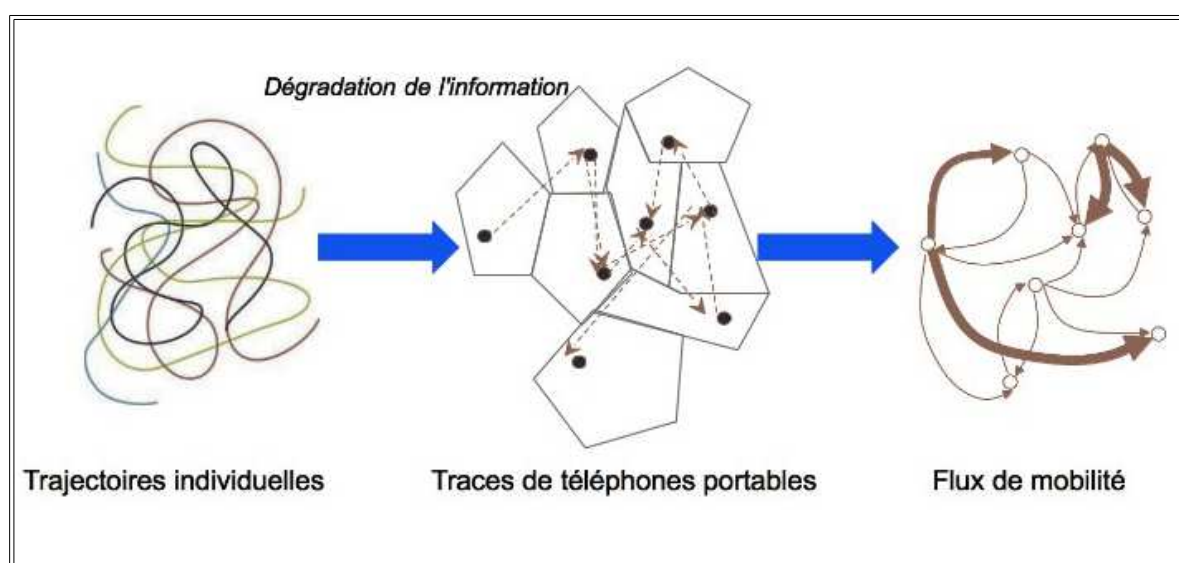 Dégradation de l'information
Trajectoires individuelles
Traces de téléphones portables
Flux de mobilité